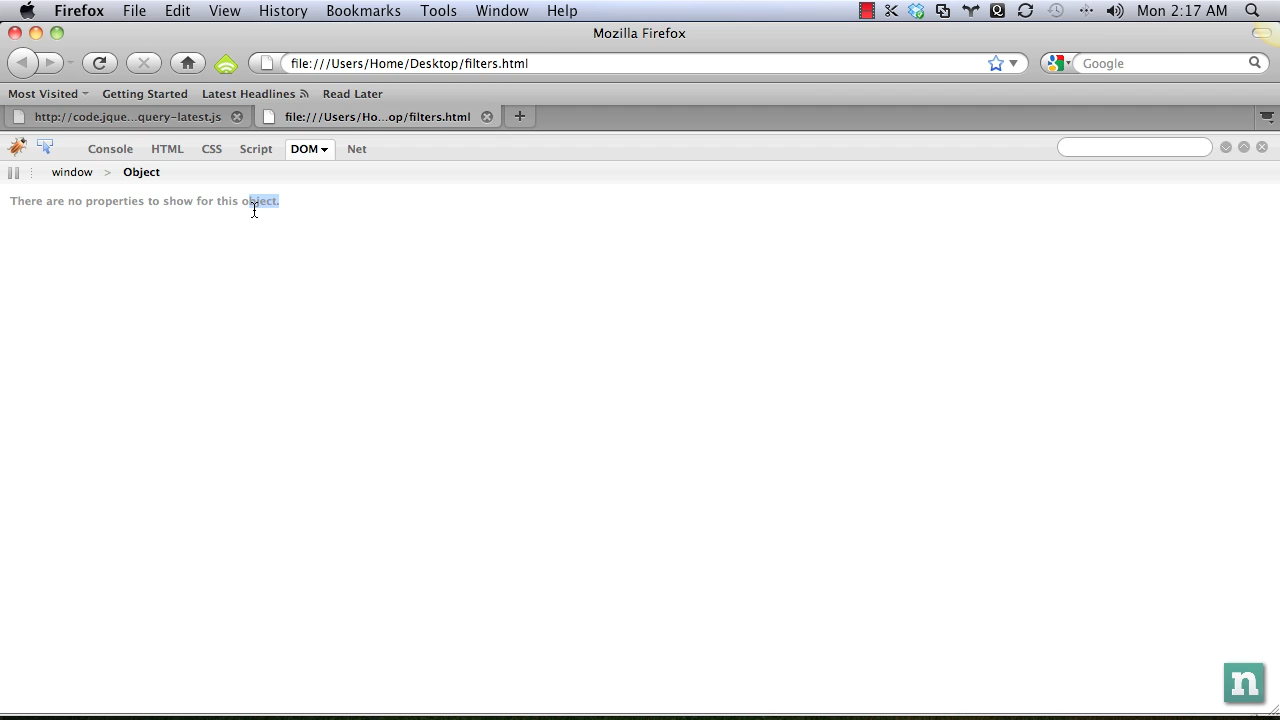 Firefox File Edit View History Bookmarks Tools Window Help Mon 2:17 AM
Mozilla Firefox
file:///Users/Home/Desktop/filters.html Google
Most Visited Getting Started Latest Headlines Read Later
http://code.jque...query-latest.js file:///Users/Ho...op/filters.html
Console HTML CSS Script DOM Net
window > Object
There are no properties to show for this object.
n